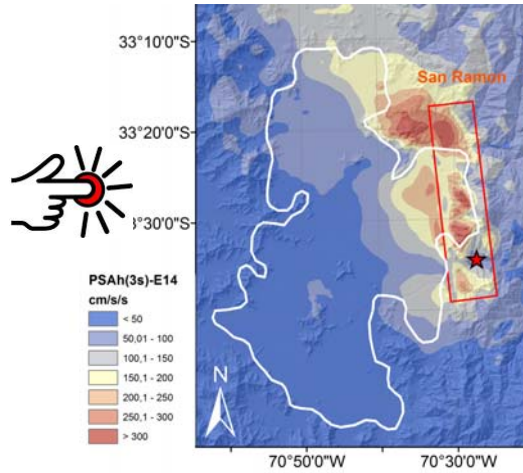 33°10'0"S
San Ramon
33°20'0"S
3°30'0"S
PSAh(3s)-E14
cm/s/s
< 50
50,01 - 100
100,1 - 150
150,1 - 200
200,1 - 250
250,1 - 300
> 300
N
70°50'0"W
70°30'0"W